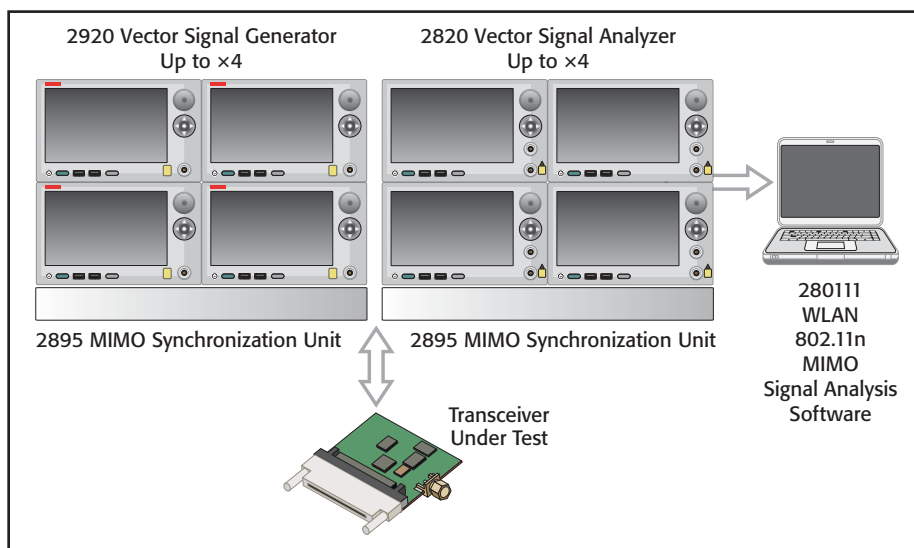 2920 Vector Signal Generator
Up to ×4
2820 Vector Signal Analyzer
Up to ×4
2895 MIMO Synchronization Unit
2895 MIMO Synchronization Unit
280111
WLAN
802.11n
MIMO
Signal Analysis
Software
Transceiver
Under Test